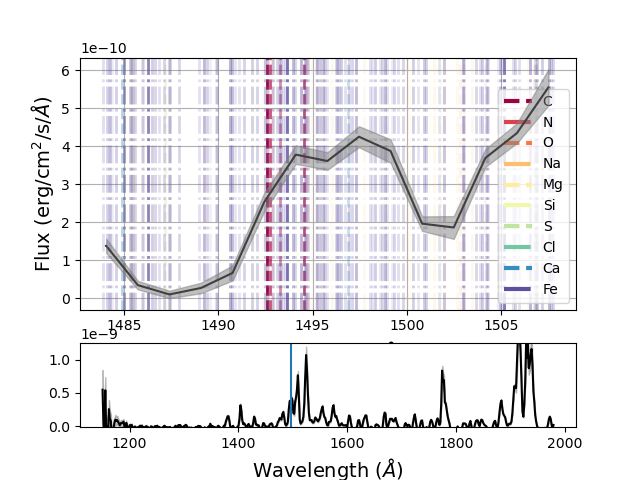 1e−10
6
5
4
3
2
1
0
Flux (erg/cm²/s/Å)
C
N
O
Na
Mg
Si
S
Cl
Ca
Fe
1485 1490 1495 1500 1505
1e−9
1.0
0.5
0.0
1200 1400 1600 1800 2000
Wavelength (Å)